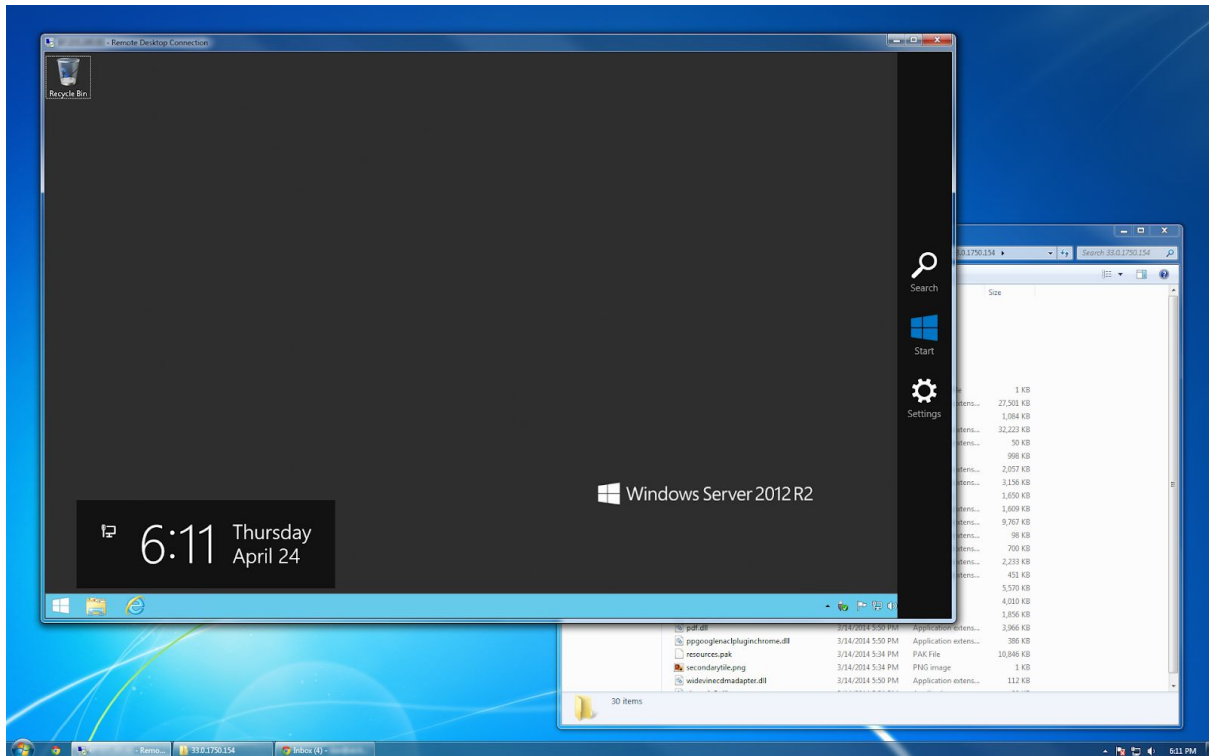 - Remote Desktop Connection
Recycle Bin
Search
Start
Settings
Windows Server 2012 R2
6:11
Thursday
April 24
33.0.1750.154
Search 33.0.1750.154
Size
1 KB
27,501 KB
1,084 KB
32,223 KB
50 KB
998 KB
2,057 KB
3,156 KB
1,650 KB
1,609 KB
9,767 KB
98 KB
700 KB
2,233 KB
451 KB
5,570 KB
4,010 KB
1,856 KB
pdf.dll 3/14/2014 5:50 PM Application extens... 3,966 KB
ppgooglenaclpluginchrome.dll 3/14/2014 5:50 PM Application extens... 386 KB
resources.pak 3/14/2014 5:34 PM PAK File 10,846 KB
secondarytile.png 3/14/2014 5:34 PM PNG image 1 KB
widevinecdmadapter.dll 3/14/2014 5:50 PM Application extens... 112 KB
30 items
- Remo...
33.0.1750.154
Inbox (4) -
6:11 PM